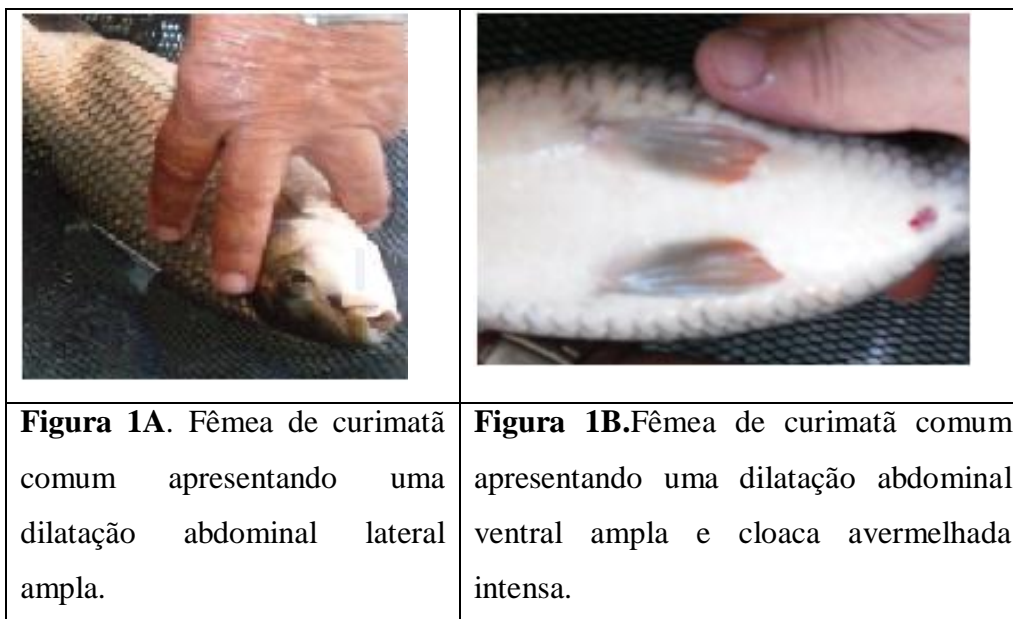 Figura 1A. Fêmea de curimatã
comum apresentando uma
dilatação abdominal lateral
ampla.
Figura 1B.Fêmea de curimatã comum
apresentando uma dilatação abdominal
ventral ampla e cloaca avermelhada
intensa.